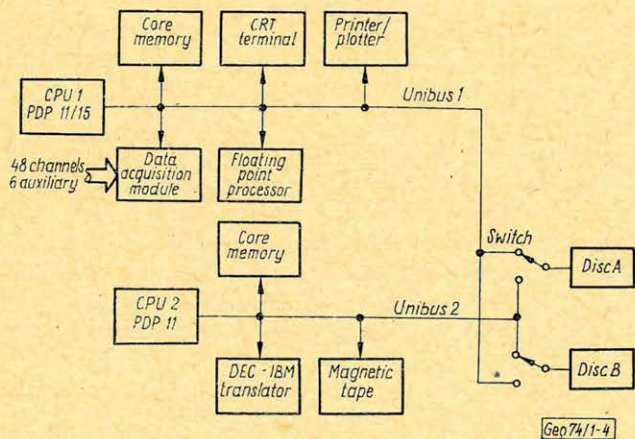 Core
memory
CRT
terminal
Printer/
plotter
CPU 1
PDP 11/15
Unibus 1
48 channels
6 auxiliary
Data
acquisition
module
Floating
point
processor
Switch
Disc A
Core
memory
CPU 2
PDP 11
Unibus 2
DEC - IBM
translator
Magnetic
tape
Disc B
Geo 74/1-4